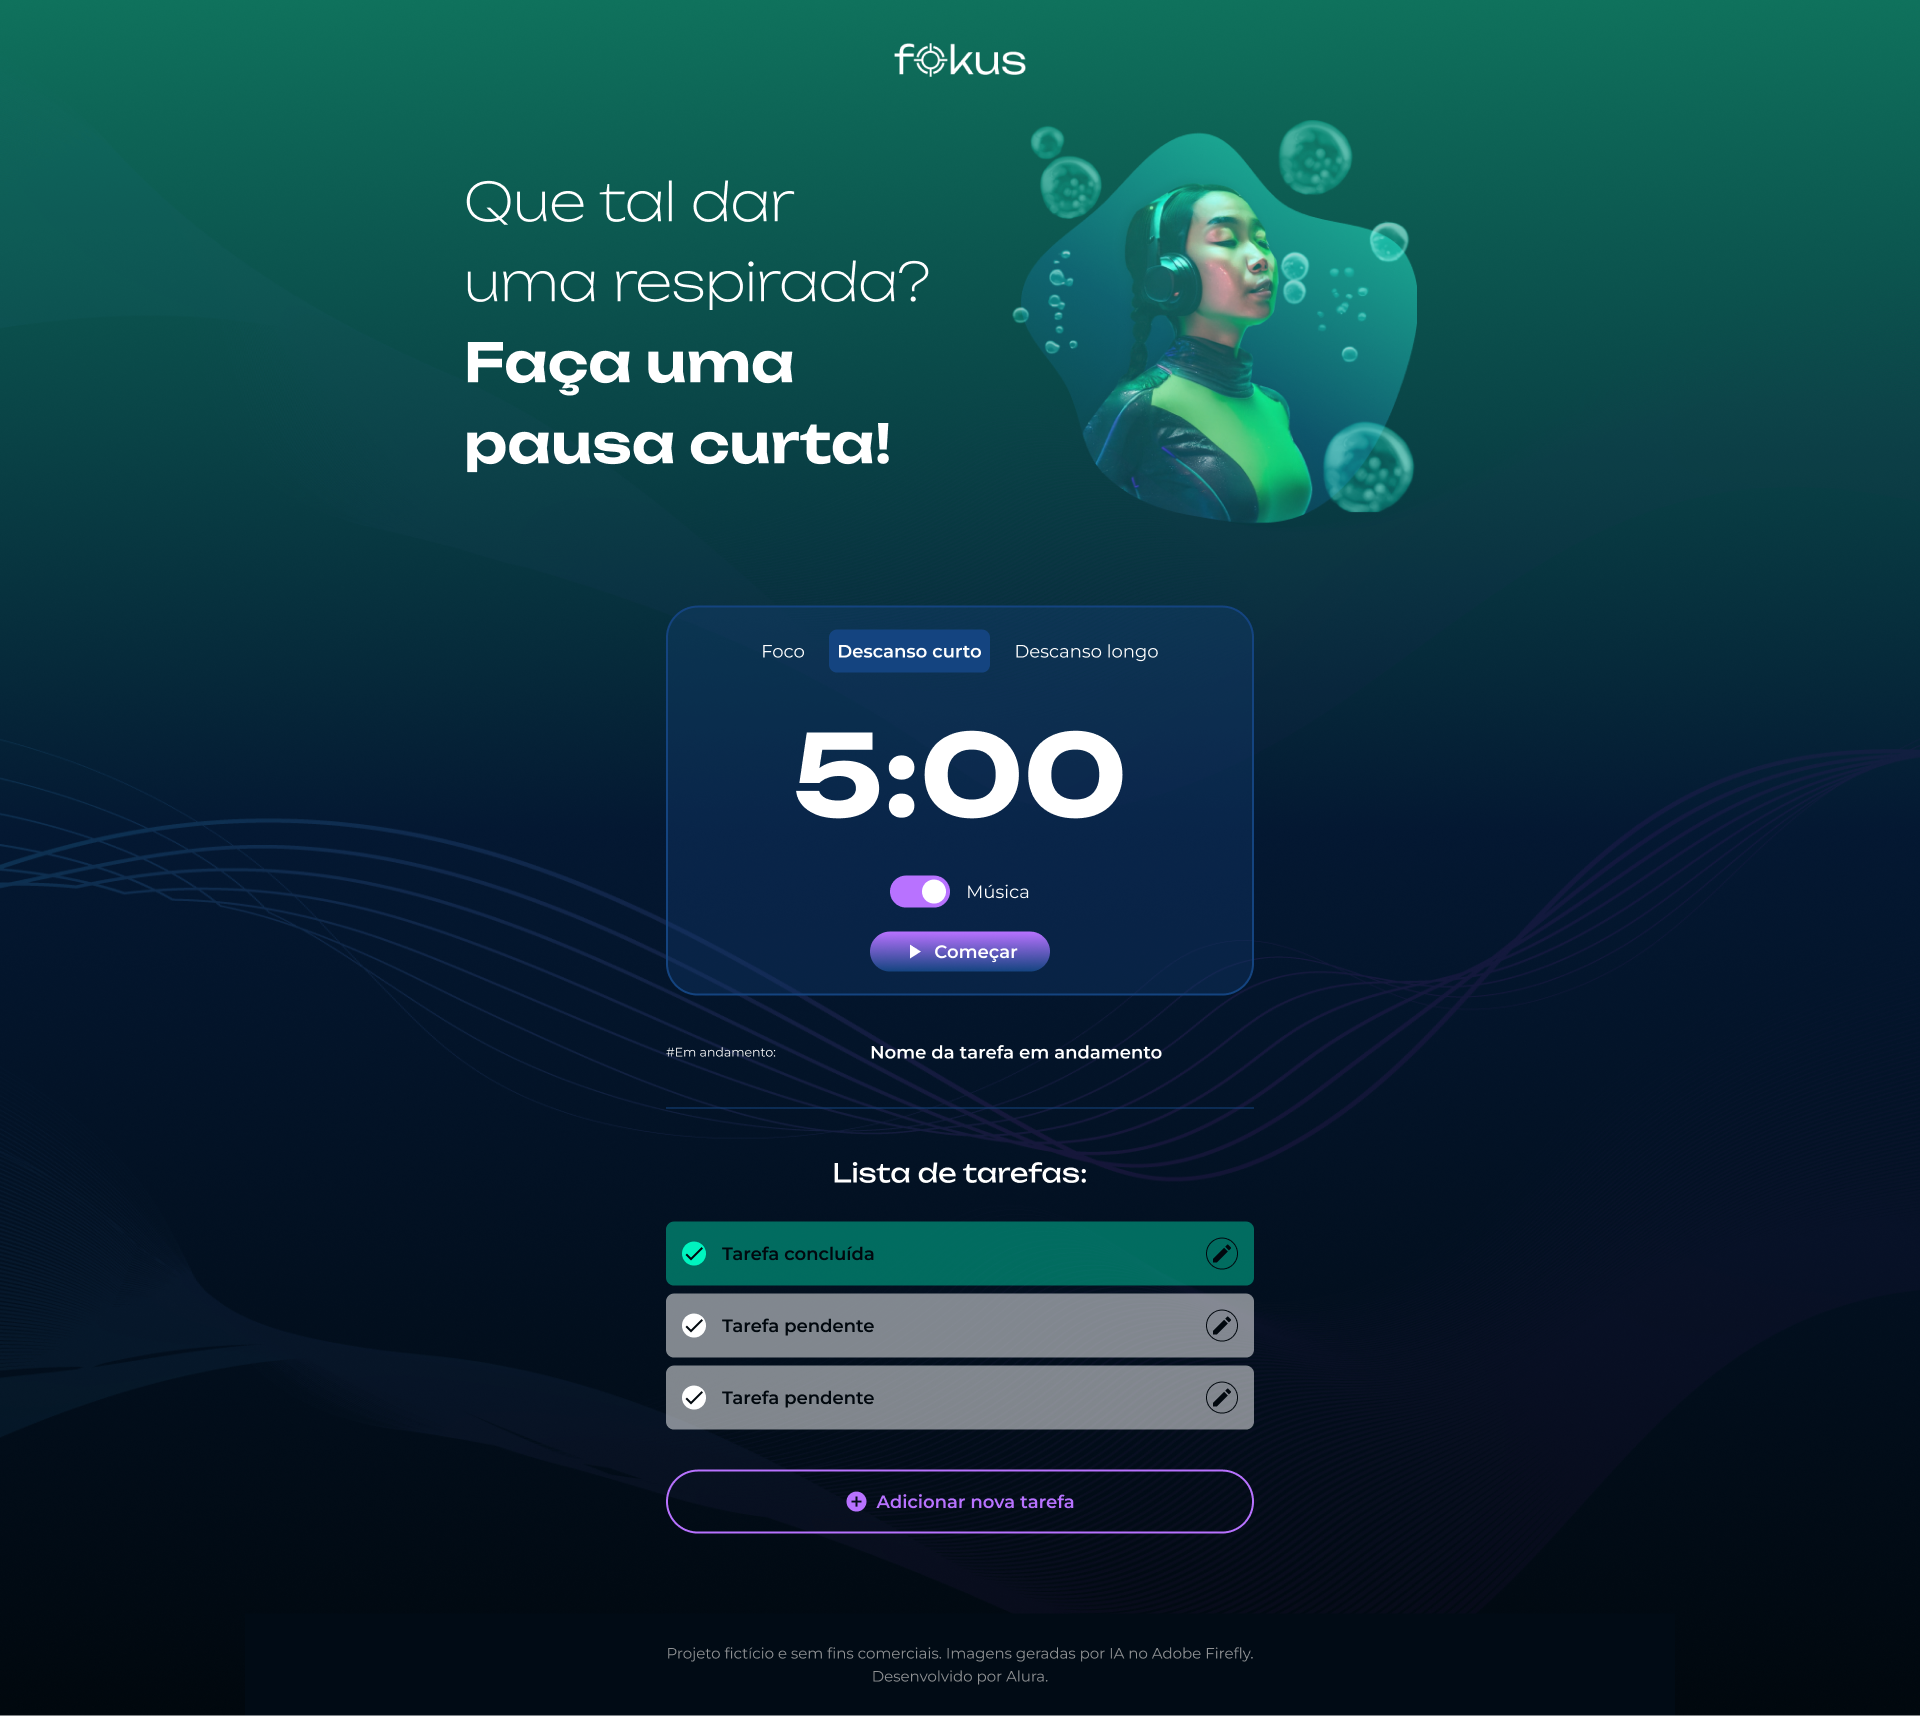 fokus
Que tal dar
uma respirada?
Faça uma
pausa curta!
Foco
Descanso curto
Descanso longo
5:00
Música
Começar
#Em andamento:
Nome da tarefa em andamento
Lista de tarefas:
Tarefa concluída
Tarefa pendente
Tarefa pendente
Adicionar nova tarefa
Projeto fictício e sem fins comerciais. Imagens geradas por IA no Adobe Firefly.
Desenvolvido por Alura.